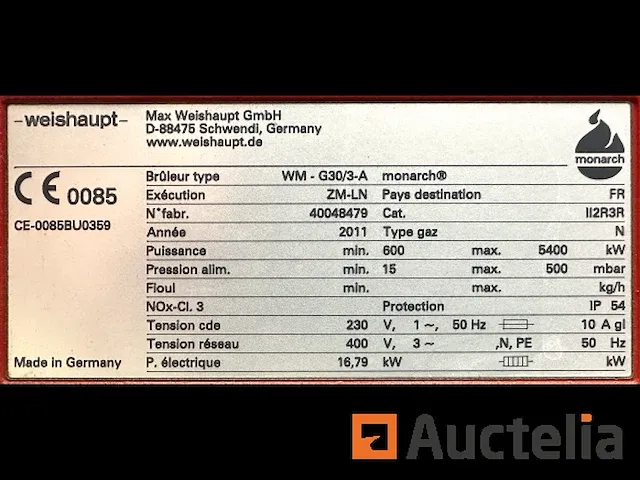 -weishaupt-
Max Weishaupt GmbH
D-88475 Schwendi, Germany
www.weishaupt.de
monarch
CE 0085
CE-0085BU0359
Brûleur type WM - G30/3-A monarch®
Exécution ZM-LN Pays destination FR
N°fabr. 40048479 Cat. II2R3R
Année 2011 Type gaz N
Puissance min. 600 max. 5400 kW
Pression alim. min. 15 max. 500 mbar
Fioul min. max. kg/h
NOx-Cl. 3 Protection IP 54
Tension cde 230 V, 1 ~, 50 Hz 10 A gl
Tension réseau 400 V, 3 ~ ,N, PE 50 Hz
Made in Germany P. électrique 16,79 kW kW
Auctelia